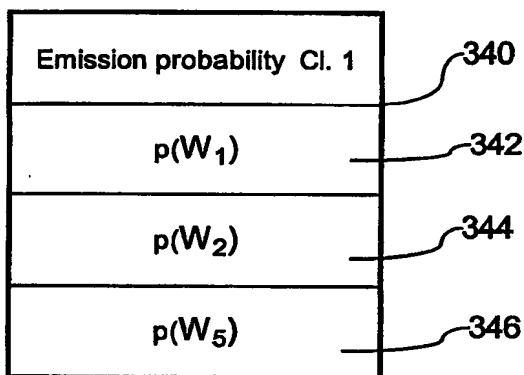 Emission probability Cl. 1
340
p(W₁)
342
p(W₂)
344
p(W₅)
346